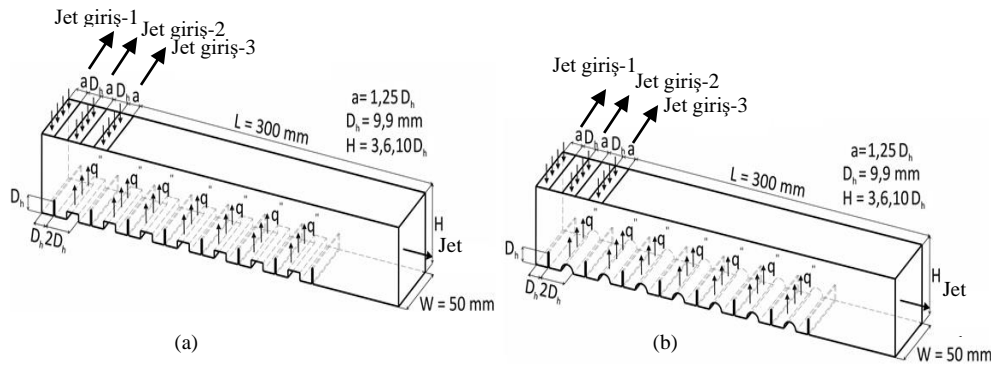 Jet giriş-1
Jet giriş-2
Jet giriş-3
a D_h a D_h a
a= 1,25 D_h
D_h = 9,9 mm
H = 3,6,10 D_h
L = 300 mm
q"
q"
q"
q"
q"
q"
q"
D_h
D_h 2D_h
H
Jet
W = 50 mm
(a)
Jet giriş-1
Jet giriş-2
Jet giriş-3
a D_h a D_h a
a= 1,25 D_h
D_h = 9,9 mm
H = 3,6,10 D_h
L = 300 mm
q"
q"
q"
q"
q"
q"
q"
D_h
D_h 2D_h
H
Jet
W = 50 mm
(b)